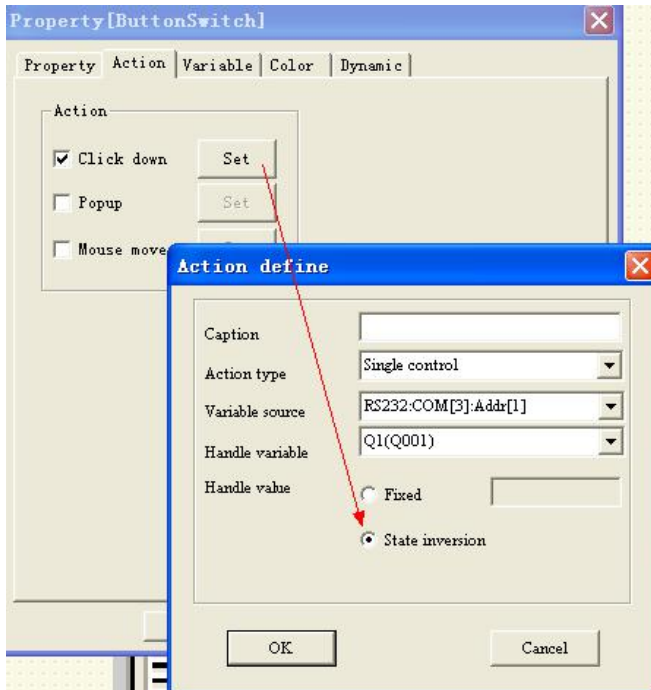 Property[ButtonSwitch]
Property Action Variable Color Dynamic
Action
Click down Set
Popup Set
Mouse move
Action define
Caption
Action type Single control
Variable source RS232:COM[3]:Addr[1]
Handle variable Q1(Q001)
Handle value Fixed
State inversion
OK Cancel